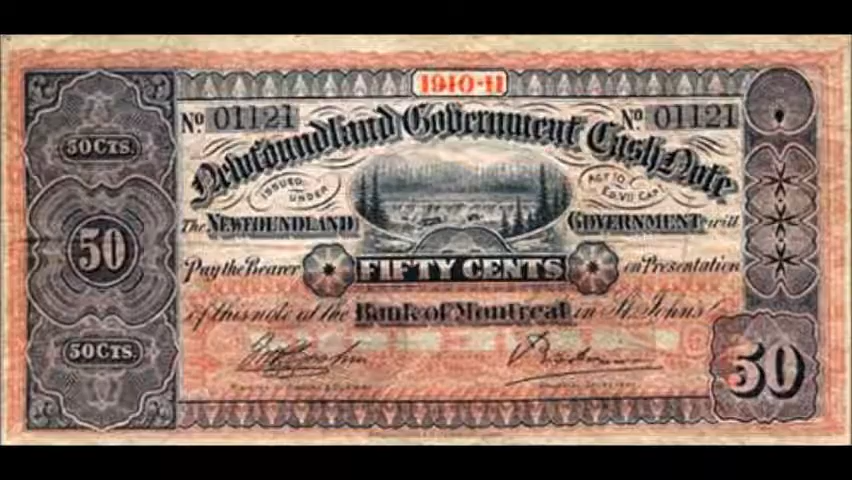 1910-11
Nº 01121 Nº 01121
Newfoundland Government Cash Note
50 CTS.
ISSUED UNDER
ACT 10 EDVII CAP
The NEWFOUNDLAND GOVERNMENT will
50
Pay the Bearer FIFTY CENTS on Presentation
of this note at the Bank of Montreal in St. John's
50 CTS.
50